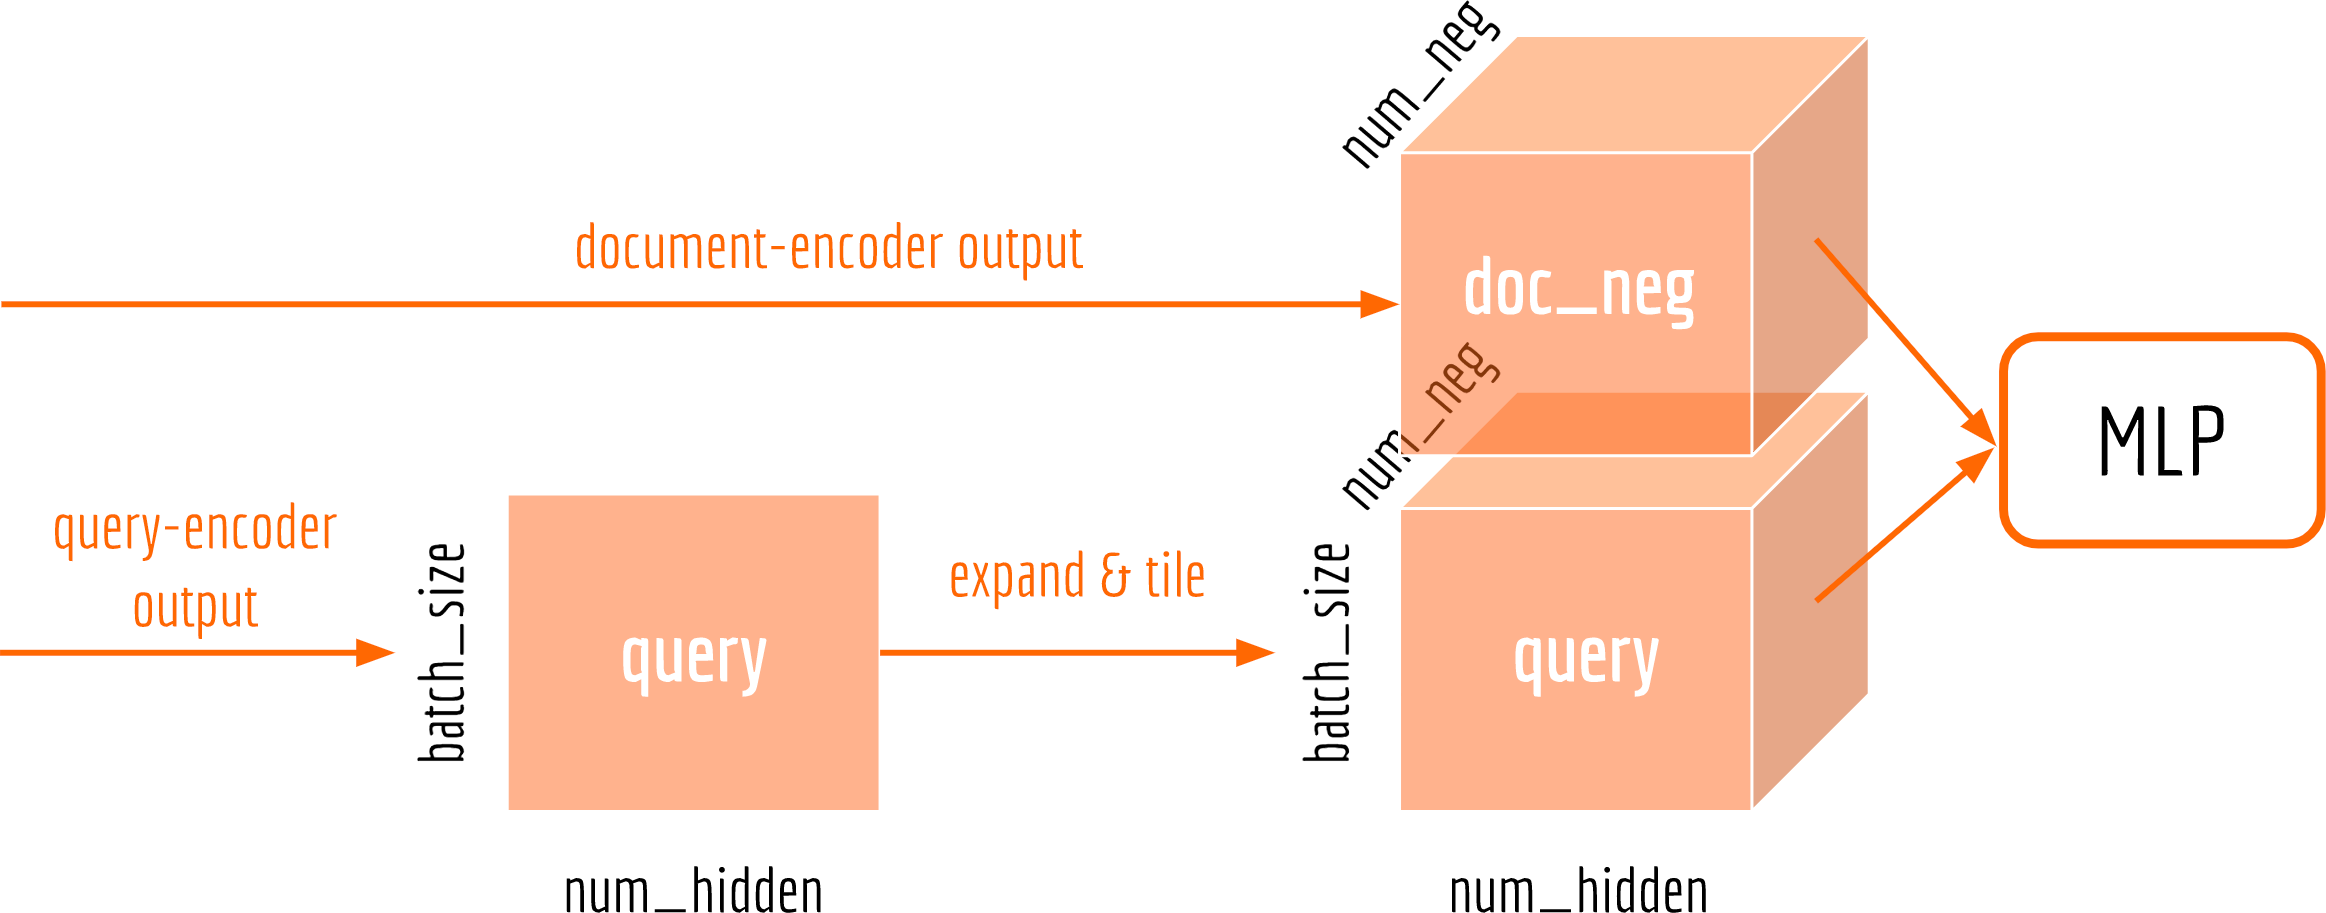 num_neg
document-encoder output
doc_neg
num_neg
MLP
query-encoder
output
batch_size
query
expand & tile
batch_size
query
num_hidden
num_hidden